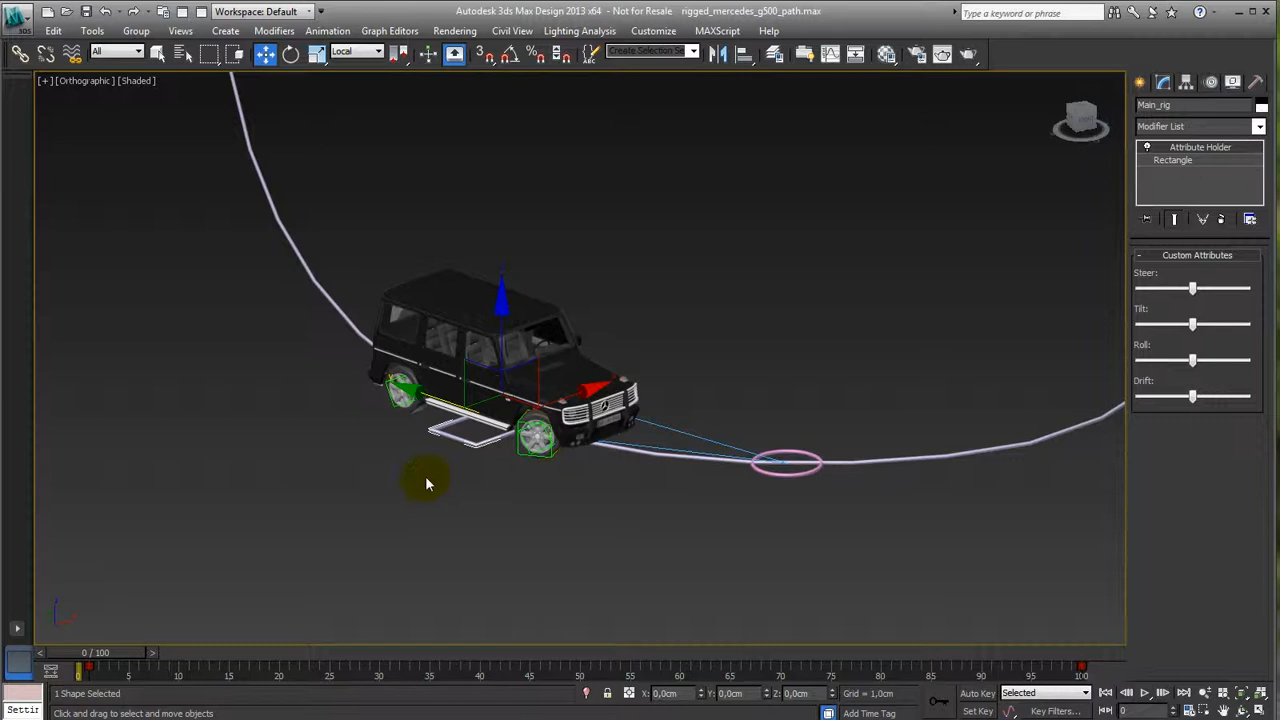 Workspace: Default
Autodesk 3ds Max Design 2013 x64 - Not for Resale rigged_mercedes_g500_path.max
Type a keyword or phrase
Edit Tools Group Views Create Modifiers Animation Graph Editors Rendering Civil View Lighting Analysis Customize MAXScript Help
All
Local
Create Selection Se
[+] [Orthographic] [Shaded]
Main_rig
Modifier List
Attribute Holder
Rectangle
- Custom Attributes
Steer:
Tilt:
Roll:
Drift:
0 / 100
5 10 15 20 25 30 35 40 45 50 55 60 65 70 75 80 85 90 95 100
1 Shape Selected
X: 0,0cm Y: 0,0cm Z: 0,0cm Grid = 1,0cm
Auto Key Selected
Settir
Click and drag to select and move objects
Add Time Tag
Set Key Key Filters...
0